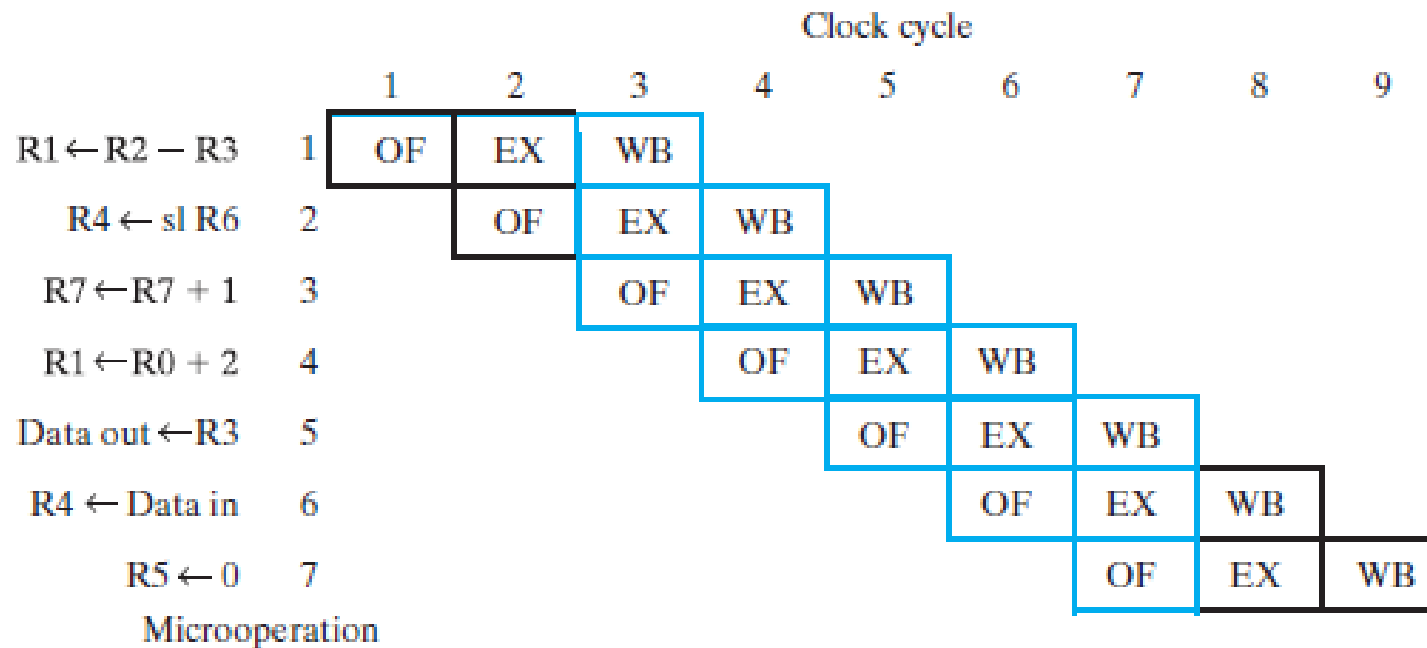 Clock cycle
1 2 3 4 5 6 7 8 9
R1←R2 − R3 1 OF EX WB
R4 ← sl R6 2 OF EX WB
R7←R7 + 1 3 OF EX WB
R1 ←R0 + 2 4 OF EX WB
Data out ←R3 5 OF EX WB
R4 ← Data in 6 OF EX WB
R5 ← 0 7 OF EX WB
Microoperation